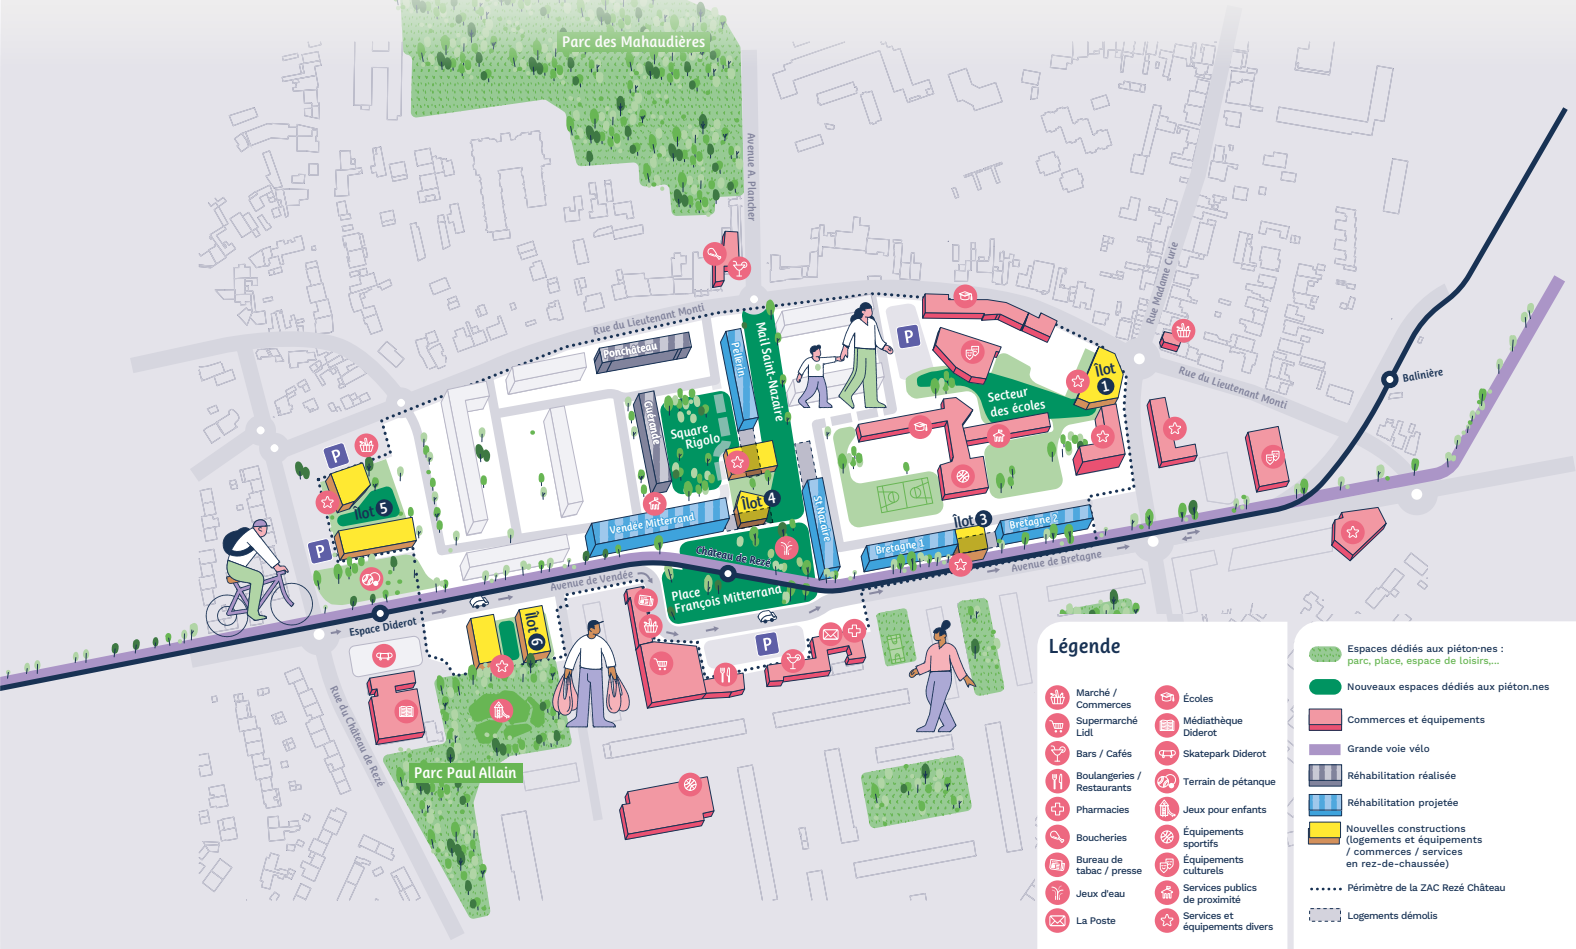 Parc des Mahaudières
Avenue A. Plancher
Rue du Lieutenant Monti
Rue Madame Curie
Ponchâteau
Pellerin
Mail Saint-Nazaire
P
Secteur
des écoles
Îlot
1
Rue du Lieutenant Monti
Balinière
Guérande
Square
Rigolo
P
Îlot 5
P
Îlot 4
Vendée Mitterrand
St Nazaire
Îlot 3
Bretagne 1
Bretagne 2
Château de Rezé
Avenue de Bretagne
Avenue de Vendée
Place
François Mitterrand
Espace Diderot
Îlot 6
P
Rue du Château de Rezé
Parc Paul Allain
Légende
Marché /
Commerces
Supermarché
Lidl
Bars / Cafés
Boulangeries /
Restaurants
Pharmacies
Boucheries
Bureau de
tabac / presse
Jeux d'eau
La Poste
Écoles
Médiathèque
Diderot
Skatepark Diderot
Terrain de pétanque
Jeux pour enfants
Équipements
sportifs
Équipements
culturels
Services publics
de proximité
Services et
équipements divers
Espaces dédiés aux piéton·nes :
parc, place, espace de loisirs,...
Nouveaux espaces dédiés aux piéton.nes
Commerces et équipements
Grande voie vélo
Réhabilitation réalisée
Réhabilitation projetée
Nouvelles constructions
(logements et équipements
/ commerces / services
en rez-de-chaussée)
Périmètre de la ZAC Rezé Château
Logements démolis